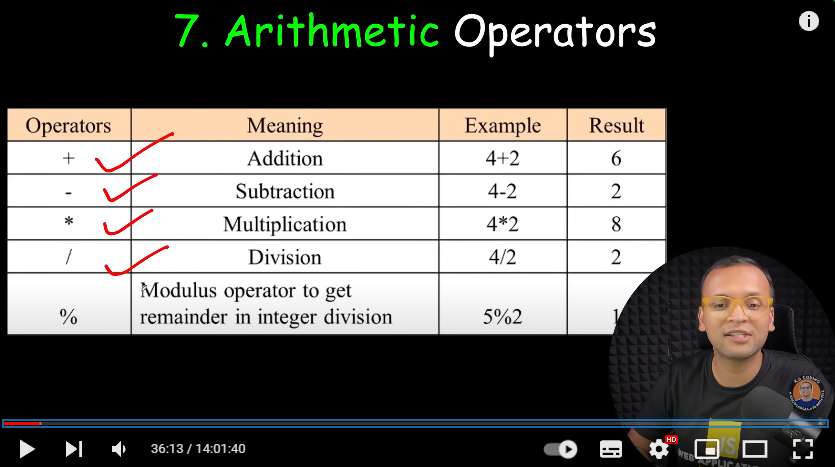 7. Arithmetic Operators
Operators Meaning Example Result
+ Addition 4+2 6
- Subtraction 4-2 2
* Multiplication 4*2 8
/ Division 4/2 2
Modulus operator to get
remainder in integer division
% 5%2 1
36:13 / 14:01:40
HD